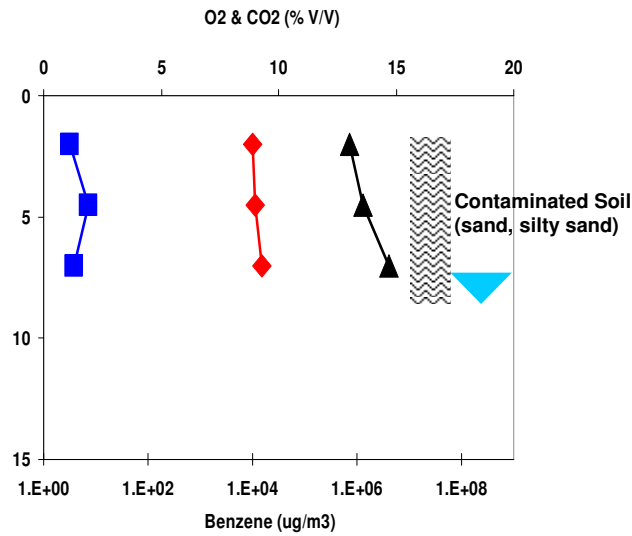 O2 & CO2 (% V/V)
0 5 10 15 20
0
5
10
15
Contaminated Soil
(sand, silty sand)
1.E+00 1.E+02 1.E+04 1.E+06 1.E+08
Benzene (ug/m3)